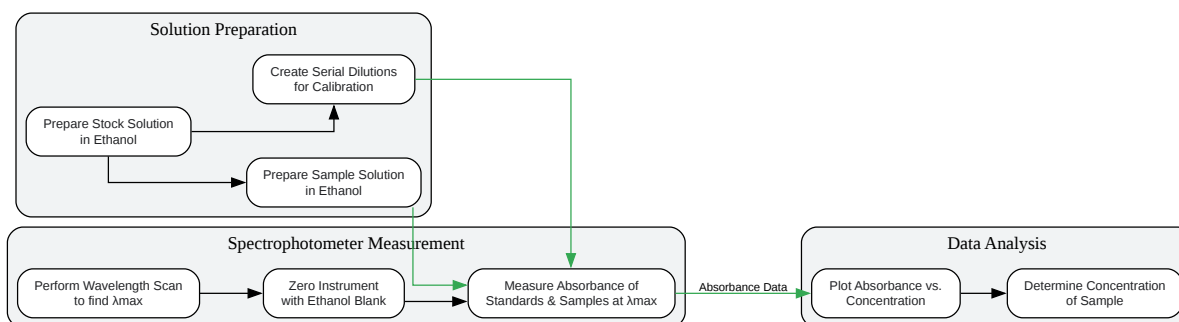 Solution Preparation
Create Serial Dilutions
for Calibration
Prepare Stock Solution
in Ethanol
Prepare Sample Solution
in Ethanol
Spectrophotometer Measurement
Perform Wavelength Scan
to find λmax
Zero Instrument
with Ethanol Blank
Measure Absorbance of
Standards & Samples at λmax
Absorbance Data
Data Analysis
Plot Absorbance vs.
Concentration
Determine Concentration
of Sample